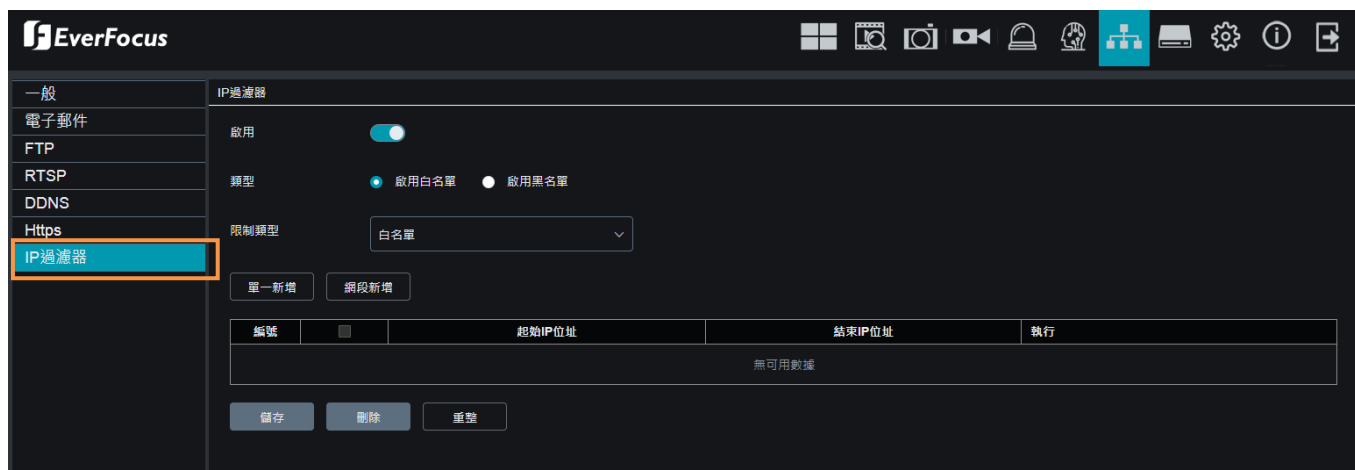 EverFocus
一般
電子郵件
FTP
RTSP
DDNS
Https
IP過濾器
IP過濾器
啟用
類型 啟用白名單 啟用黑名單
限制類型 白名單
單一新增 網段新增
編號 起始IP位址 結束IP位址 執行
無可用數據
儲存 刪除 重整